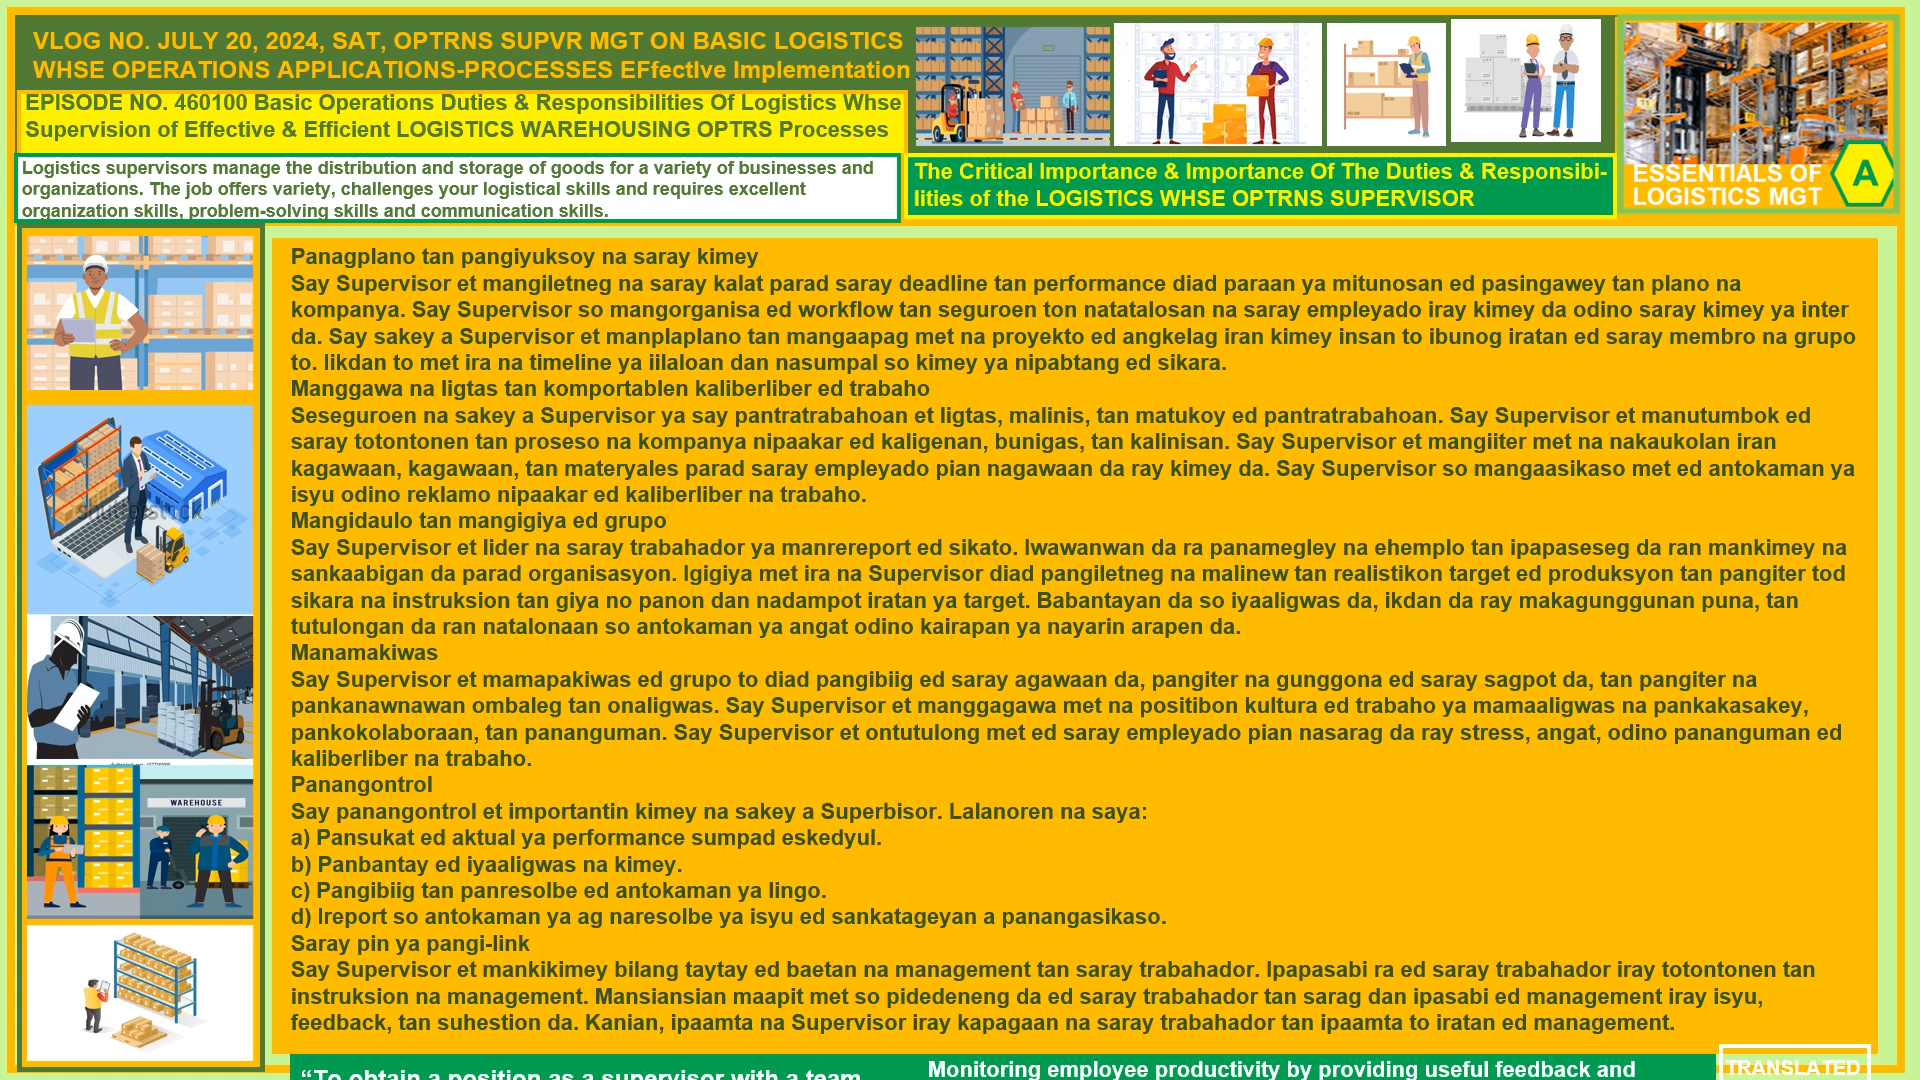 VLOG NO. JULY 20, 2024, SAT, OPTRNS SUPVR MGT ON BASIC LOGISTICS
WHSE OPERATIONS APPLICATIONS-PROCESSES EFfectIve Implementation
EPISODE NO. 460100 Basic Operations Duties & Responsibilities Of Logistics Whse
Supervision of Effective & Efficient LOGISTICS WAREHOUSING OPTRS Processes
Logistics supervisors manage the distribution and storage of goods for a variety of businesses and
organizations. The job offers variety, challenges your logistical skills and requires excellent
organization skills, problem-solving skills and communication skills.
The Critical Importance & Importance Of The Duties & Responsibi-
lities of the LOGISTICS WHSE OPTRNS SUPERVISOR
ESSENTIALS OF
LOGISTICS MGT
A
Panagplano tan pangiyuksoy na saray kimey
Say Supervisor et mangiletneg na saray kalat parad saray deadline tan performance diad paraan ya mitunosan ed pasingawey tan plano na
kompanya. Say Supervisor so mangorganisa ed workflow tan seguroen ton natatalosan na saray empleyado iray kimey da odino saray kimey ya inter
da. Say sakey a Supervisor et manplaplano tan mangaapag met na proyekto ed angkelag iran kimey insan to ibunog iratan ed saray membro na grupo
to. Iikdan to met ira na timeline ya iilaloan dan nasumpal so kimey ya nipabtang ed sikara.
Manggawa na ligtas tan komportablen kaliberliber ed trabaho
Seseguroen na sakey a Supervisor ya say pantratrabahoan et ligtas, malinis, tan matukoy ed pantratrabahoan. Say Supervisor et manutumbok ed
saray totontonen tan proseso na kompanya nipaakar ed kaligenan, bunigas, tan kalinisan. Say Supervisor et mangiiter met na nakaukolan iran
kagawaan, kagawaan, tan materyales parad saray empleyado pian nagawaan da ray kimey da. Say Supervisor so mangaasikaso met ed antokaman ya
isyu odino reklamo nipaakar ed kaliberliber na trabaho.
Mangidaulo tan mangigiya ed grupo
Say Supervisor et lider na saray trabahador ya manrereport ed sikato. Iwawanwan da ra panamegley na ehemplo tan ipapaseseg da ran mankimey na
sankaabigan da parad organisasyon. Igigiya met ira na Supervisor diad pangiletneg na malinew tan realistikon target ed produksyon tan pangiter tod
sikara na instruksion tan giya no panon dan nadampot iratan ya target. Babantayan da so iyaaligwas da, ikdan da ray makagunggunan puna, tan
tutulongan da ran natalonaan so antokaman ya angat odino kairapan ya nayarin arapen da.
Manamakiwas
Say Supervisor et mamapakiwas ed grupo to diad pangibiig ed saray agawaan da, pangiter na gunggona ed saray sagpot da, tan pangiter na
pankanawnawan ombaleg tan onaligwas. Say Supervisor et manggagawa met na positibon kultura ed trabaho ya mamaaligwas na pankakasakey,
pankokolaboraan, tan pananguman. Say Supervisor et ontutulong met ed saray empleyado pian nasarag da ray stress, angat, odino pananguman ed
kaliberliber na trabaho.
Panangontrol
Say panangontrol et importantin kimey na sakey a Superbisor. Lalanoren na saya:
a) Pansukat ed aktual ya performance sumpad eskedyul.
b) Panbantay ed iyaaligwas na kimey.
c) Pangibiig tan panresolbe ed antokaman ya lingo.
d) Ireport so antokaman ya ag naresolbe ya isyu ed sankatageyan a panangasikaso.
Saray pin ya pangi-link
Say Supervisor et mankikimey bilang taytay ed baetan na management tan saray trabahador. Ipapasabi ra ed saray trabahador iray totontonen tan
instruksion na management. Mansiansian maapit met so pidedeneng da ed saray trabahador tan sarag dan ipasabi ed management iray isyu,
feedback, tan suhestion da. Kanian, ipaamta na Supervisor iray kapagaan na saray trabahador tan ipaamta to iratan ed management.
WAREHOUSE
“To obtain a position as a supervisor with a team
Monitoring employee productivity by providing useful feedback and
TRANSLATED